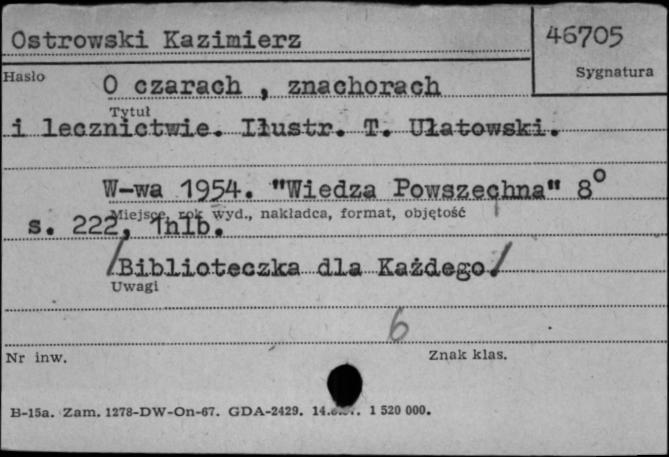 Ostrowski Kazimierz
46705
Hasło
Sygnatura
O czarach , znachorach
Tytuł
i lecznictwie. Ilustr. T. Ułatowski.
W-wa 1954. "Wiedza Powszechna" 8°
Miejsce, rok wyd., nakładca, format, objętość
s. 222, 1nlb.
/Biblioteczka dla Każdego/
Uwagi
6
Nr inw.
Znak klas.
B-15a. Zam. 1278-DW-On-67. GDA-2429. 1 520 000.